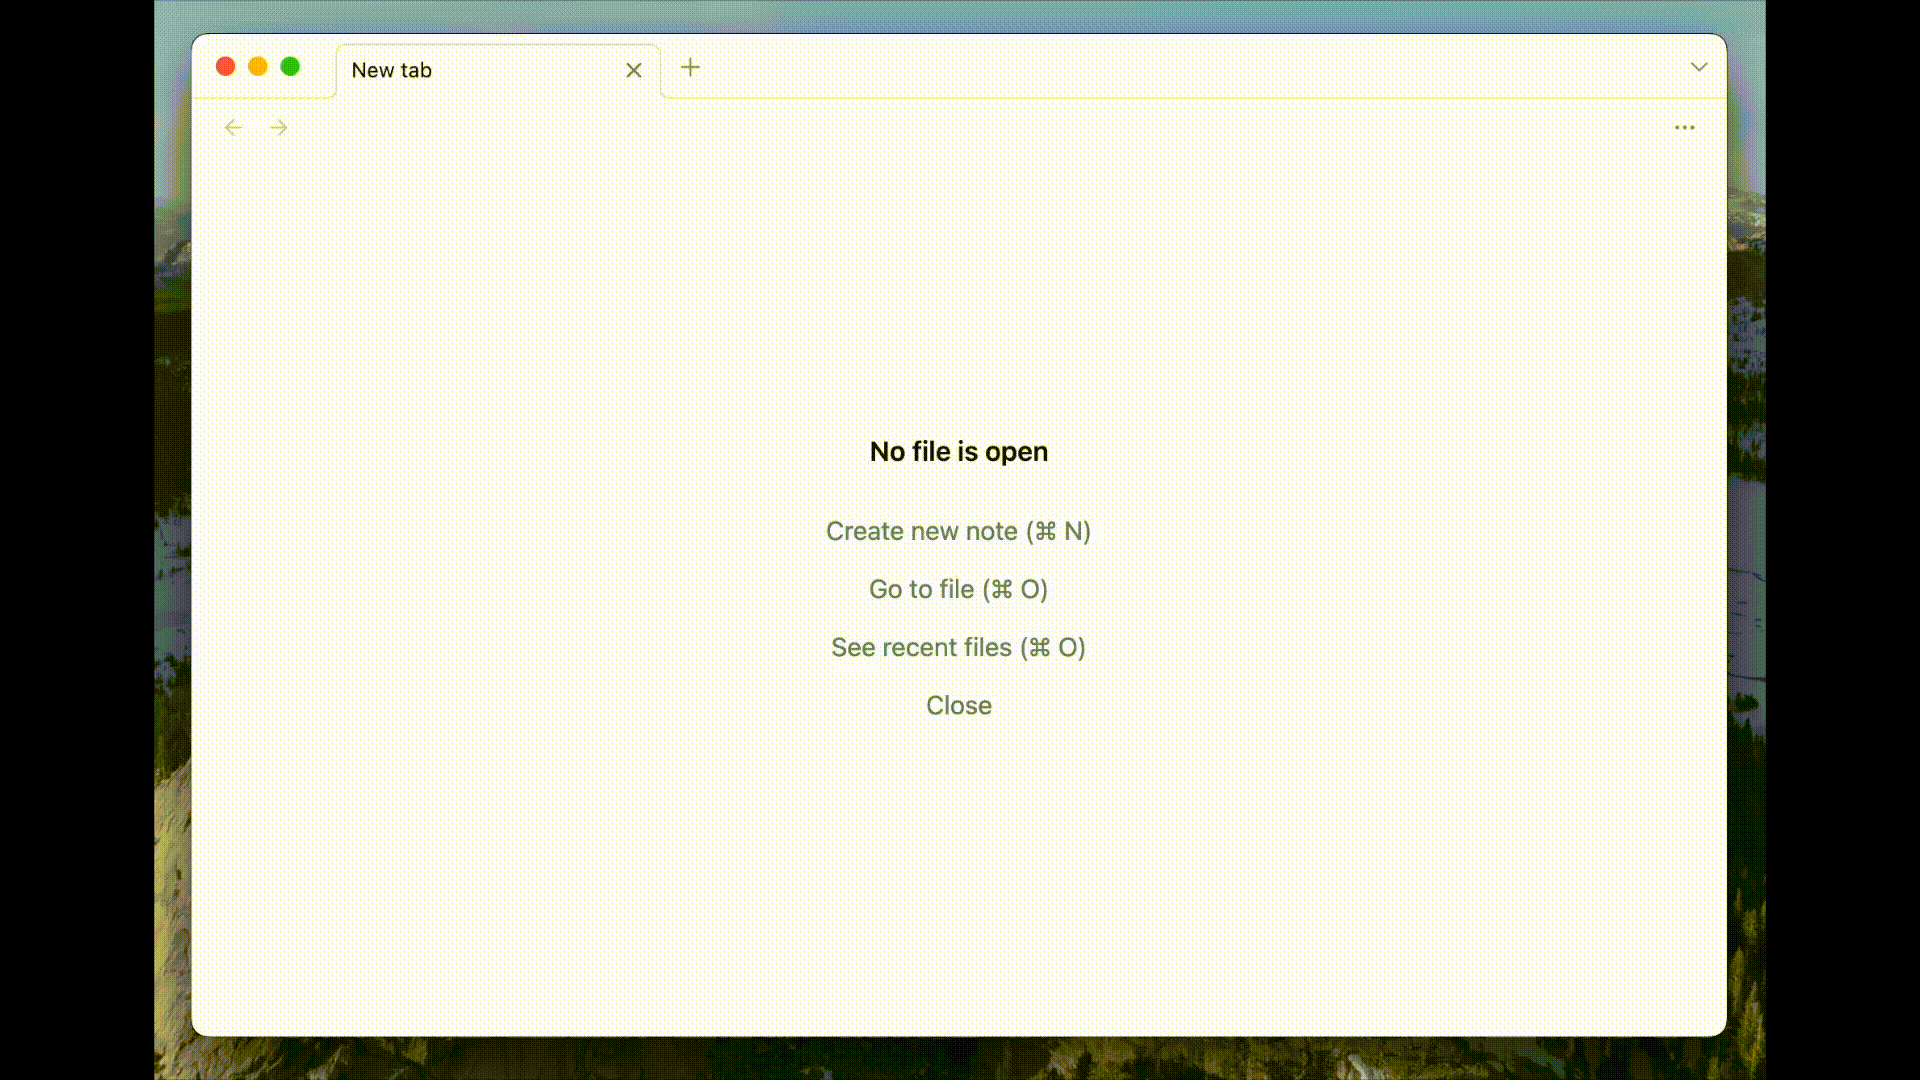 New tab
No file is open
Create new note (⌘ N)
Go to file (⌘ O)
See recent files (⌘ O)
Close